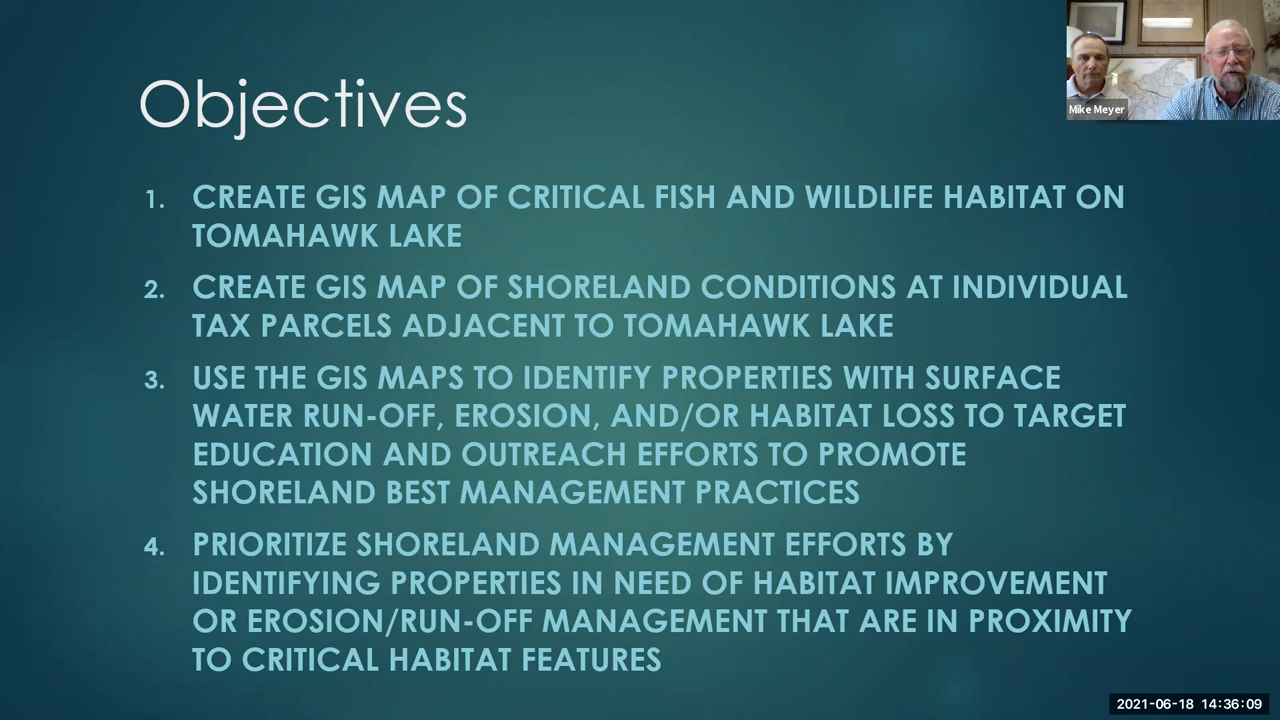 Objectives
Mike Meyer
1. CREATE GIS MAP OF CRITICAL FISH AND WILDLIFE HABITAT ON
TOMAHAWK LAKE
2. CREATE GIS MAP OF SHORELAND CONDITIONS AT INDIVIDUAL
TAX PARCELS ADJACENT TO TOMAHAWK LAKE
3. USE THE GIS MAPS TO IDENTIFY PROPERTIES WITH SURFACE
WATER RUN-OFF, EROSION, AND/OR HABITAT LOSS TO TARGET
EDUCATION AND OUTREACH EFFORTS TO PROMOTE
SHORELAND BEST MANAGEMENT PRACTICES
4. PRIORITIZE SHORELAND MANAGEMENT EFFORTS BY
IDENTIFYING PROPERTIES IN NEED OF HABITAT IMPROVEMENT
OR EROSION/RUN-OFF MANAGEMENT THAT ARE IN PROXIMITY
TO CRITICAL HABITAT FEATURES
2021-06-18 14:36:09